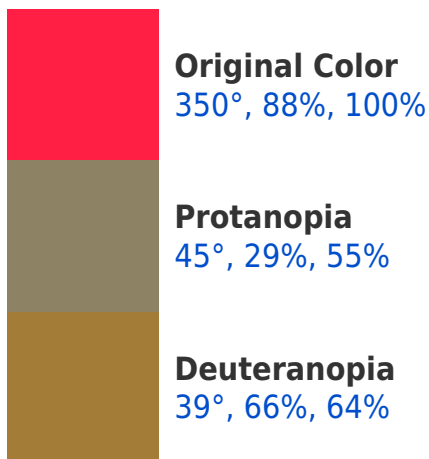 Original Color
350°, 88%, 100%
Protanopia
45°, 29%, 55%
Deuteranopia
39°, 66%, 64%